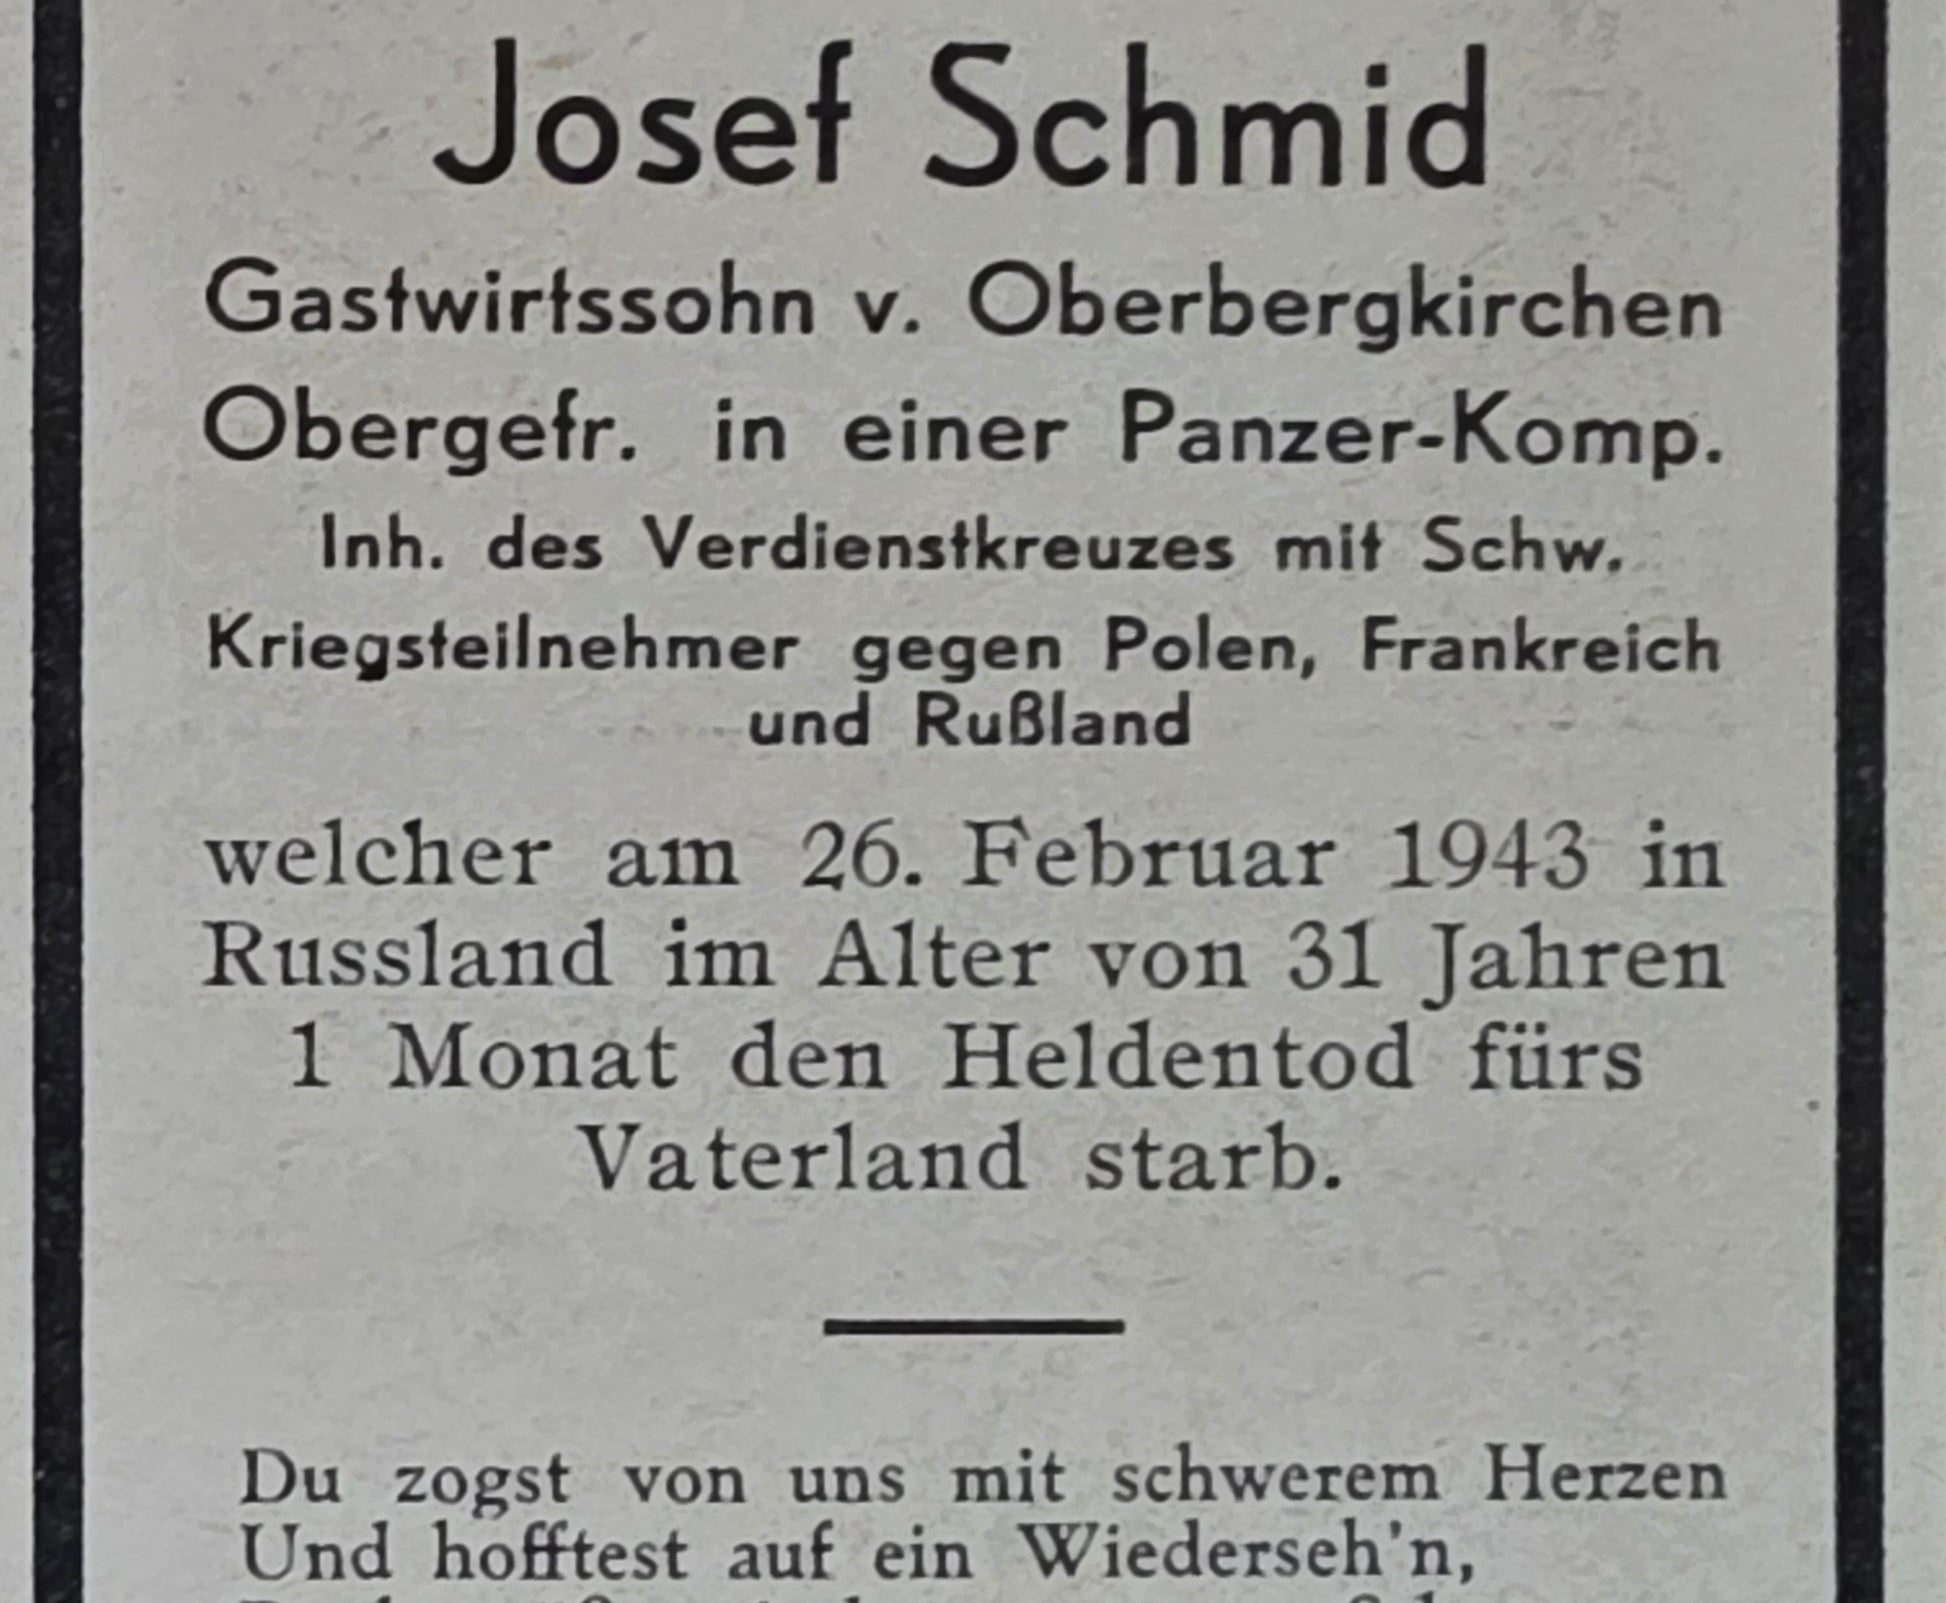 Josef Schmid
Gastwirtssohn v. Oberbergkirchen
Obergefr. in einer Panzer-Komp.
Inh. des Verdienstkreuzes mit Schw.
Kriegsteilnehmer gegen Polen, Frankreich
und Rußland
welcher am 26. Februar 1943 in
Russland im Alter von 31 Jahren
1 Monat den Heldentod fürs
Vaterland starb.
Du zogst von uns mit schwerem Herzen
Und hofftest auf ein Wiederseh'n,